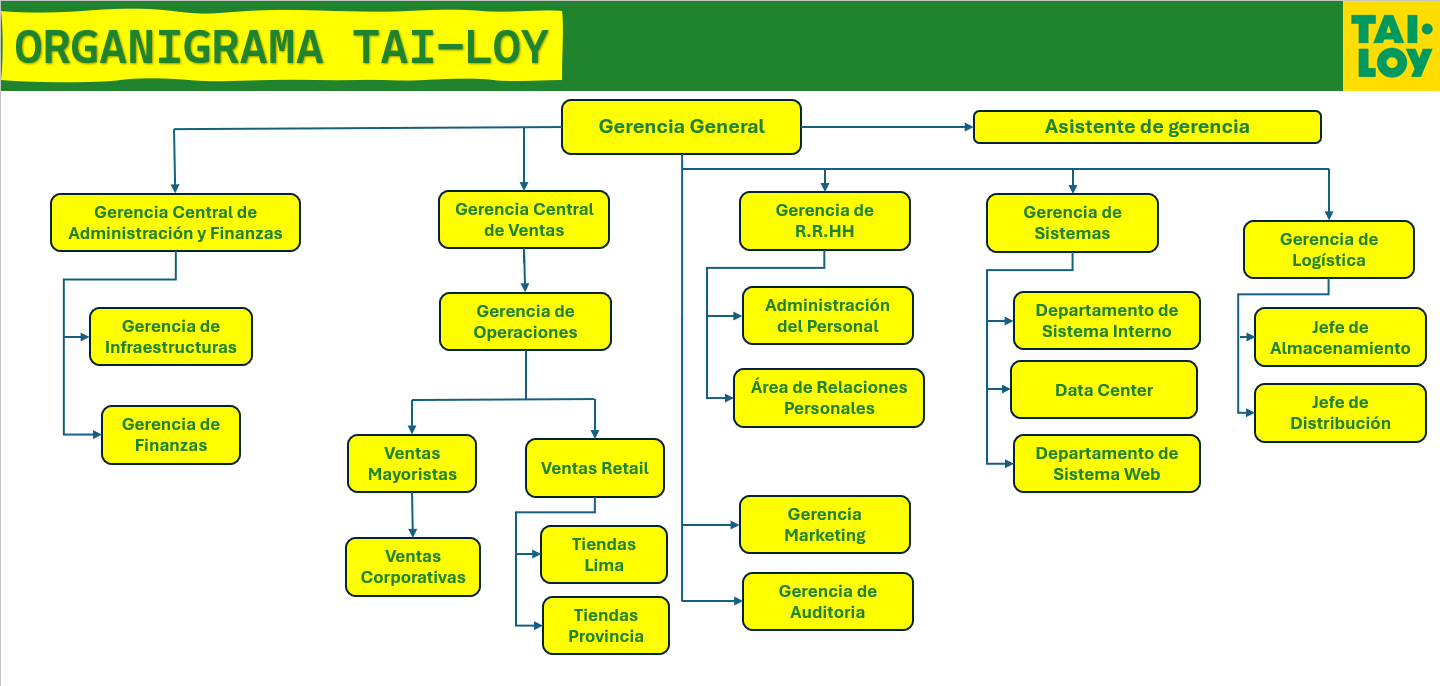 ORGANIGRAMA TAI-LOY
TAI·
LOY
Gerencia General
Asistente de gerencia
Gerencia Central de
Administración y Finanzas
Gerencia de
Infraestructuras
Gerencia de
Finanzas
Gerencia Central
de Ventas
Gerencia de
Operaciones
Ventas
Mayoristas
Ventas
Corporativas
Ventas Retail
Tiendas
Lima
Tiendas
Provincia
Gerencia de
R.R.HH
Administración
del Personal
Área de Relaciones
Personales
Gerencia
Marketing
Gerencia de
Auditoria
Gerencia de
Sistemas
Departamento de
Sistema Interno
Data Center
Departamento de
Sistema Web
Gerencia de
Logística
Jefe de
Almacenamiento
Jefe de
Distribución